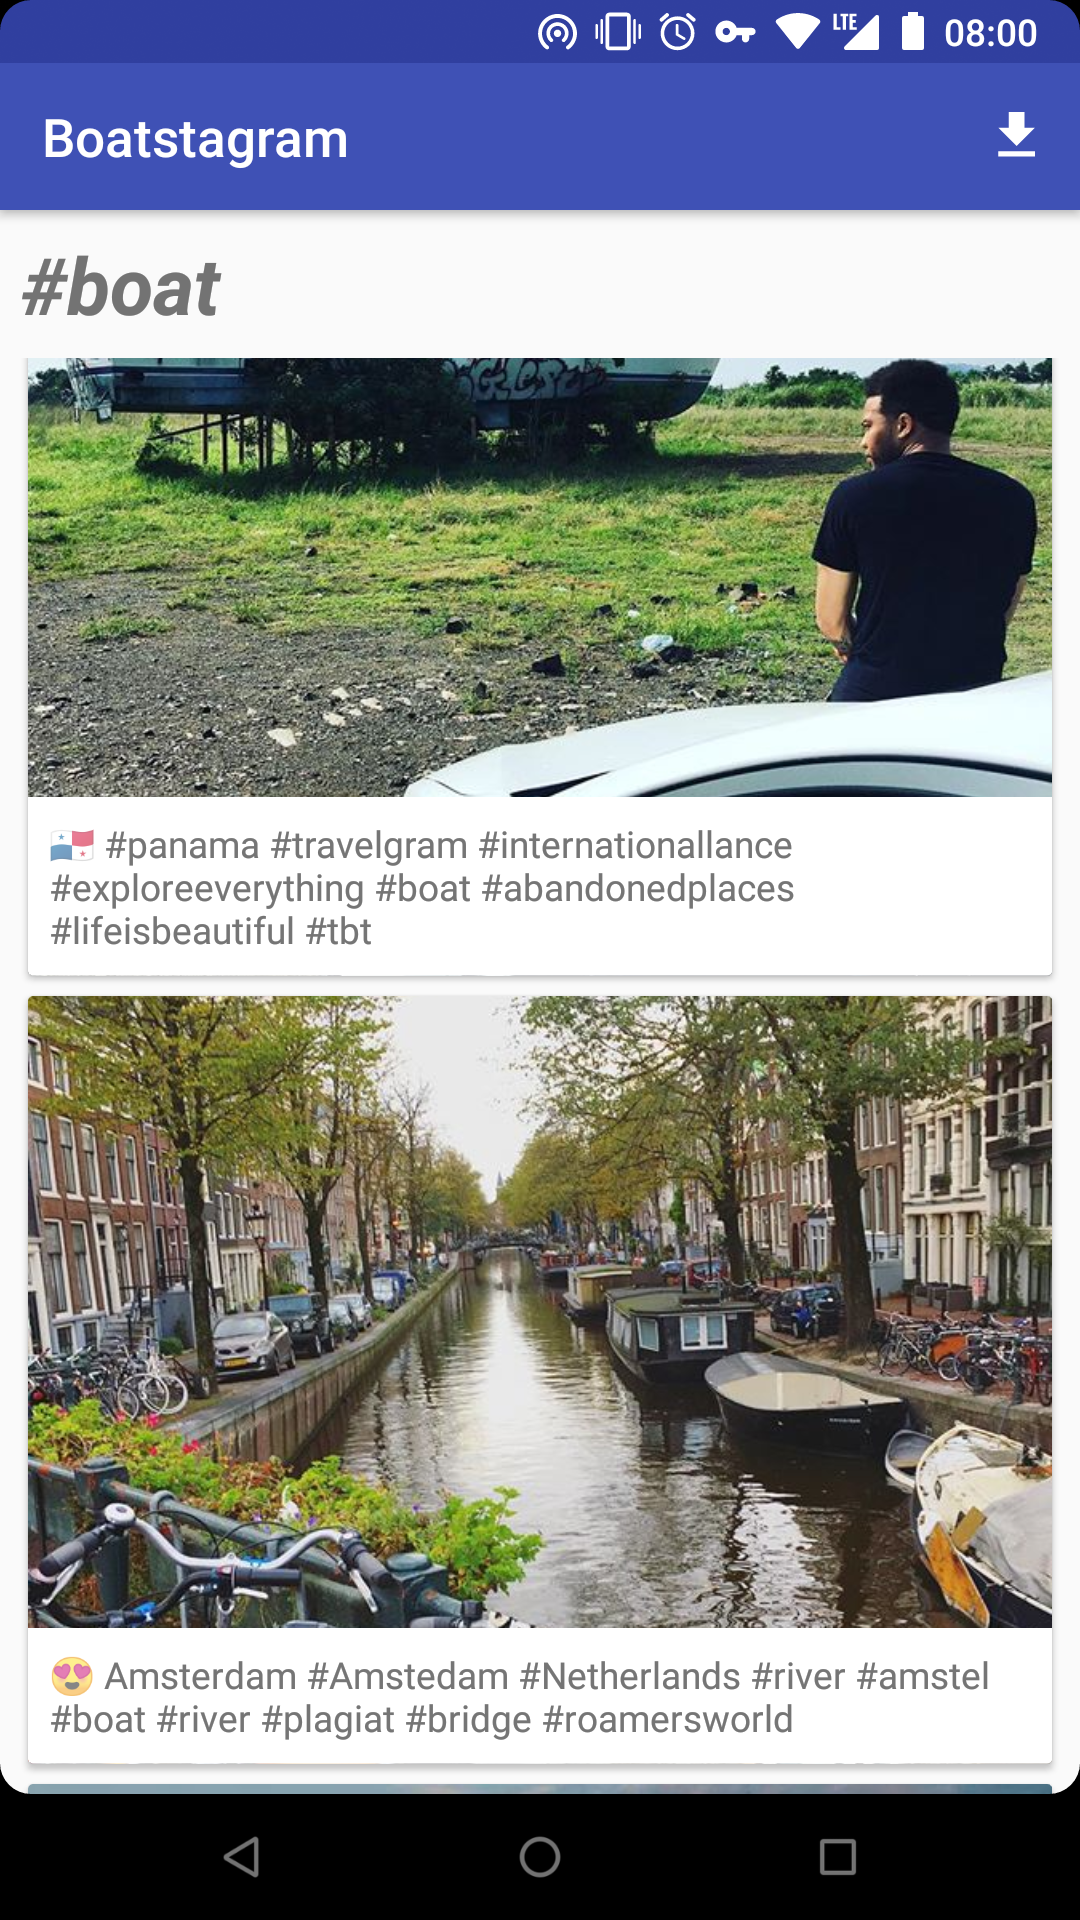 LTE 08:00
Boatstagram
#boat
🇵🇦 #panama #travelgram #internationallance
#exploreeverything #boat #abandonedplaces
#lifeisbeautiful #tbt
😍 Amsterdam #Amstedam #Netherlands #river #amstel
#boat #river #plagiat #bridge #roamersworld